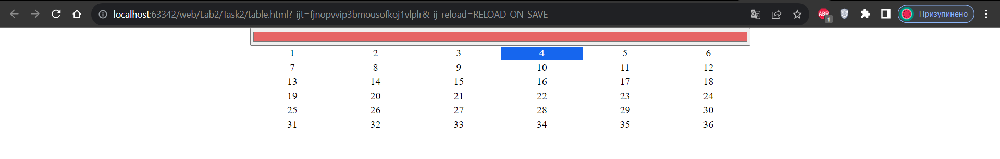 localhost:63342/web/Lab2/Task2/table.html?_ijt=fjnopvvip3bmousofkoj1vlplr&_ij_reload=RELOAD_ON_SAVE ABP 1 Призупинено
1 2 3 4 5 6
7 8 9 10 11 12
13 14 15 16 17 18
19 20 21 22 23 24
25 26 27 28 29 30
31 32 33 34 35 36